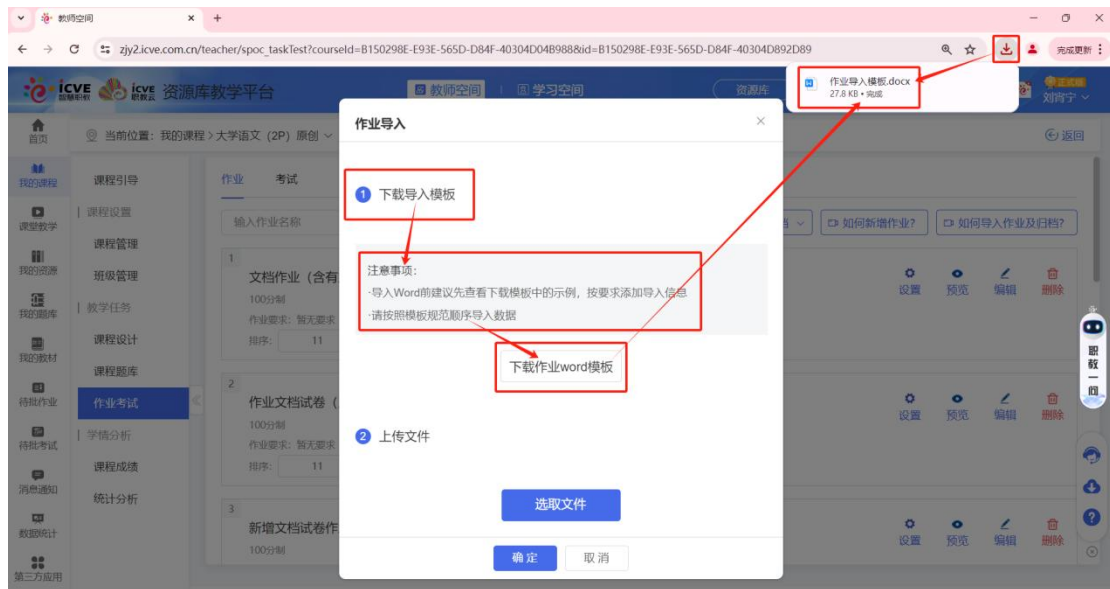 教师空间
zjy2.icve.com.cn/teacher/spoc_taskTest?courseId=B150298E-E93E-565D-D84F-40304D04B988&id=B150298E-E93E-565D-D84F-40304D892D89
完成更新
作业导入模板.docx
27.8 KB • 完成
icve 智慧职教 icve 职教云 资源库教学平台
教师空间 学习空间 资源库
正式版
刘宵宁
首页
当前位置: 我的课程 > 大学语文 (2P) 原创
返回
我的课程
课堂教学
我的资源
我的题库
我的教材
待批作业
待批考试
消息通知
数据统计
第三方应用
课程引导
课程设置
课程管理
班级管理
教学任务
课程设计
课程题库
作业考试
学情分析
课程成绩
统计分析
作业 考试
输入作业名称
如何新增作业? 如何导入作业及归档?
1
文档作业（含有
100分制
作业要求: 暂无要求
排序: 11
设置 预览 编辑 删除
2
作业文档试卷（
100分制
作业要求: 暂无要求
排序: 11
设置 预览 编辑 删除
3
新增文档试卷作
100分制
设置 预览 编辑 删除
作业导入
1 下载导入模板
注意事项:
·导入Word前建议先查看下载模板中的示例, 按要求添加导入信息
·请按照模板规范顺序导入数据
下载作业word模板
2 上传文件
选取文件
确定 取消
职教一问